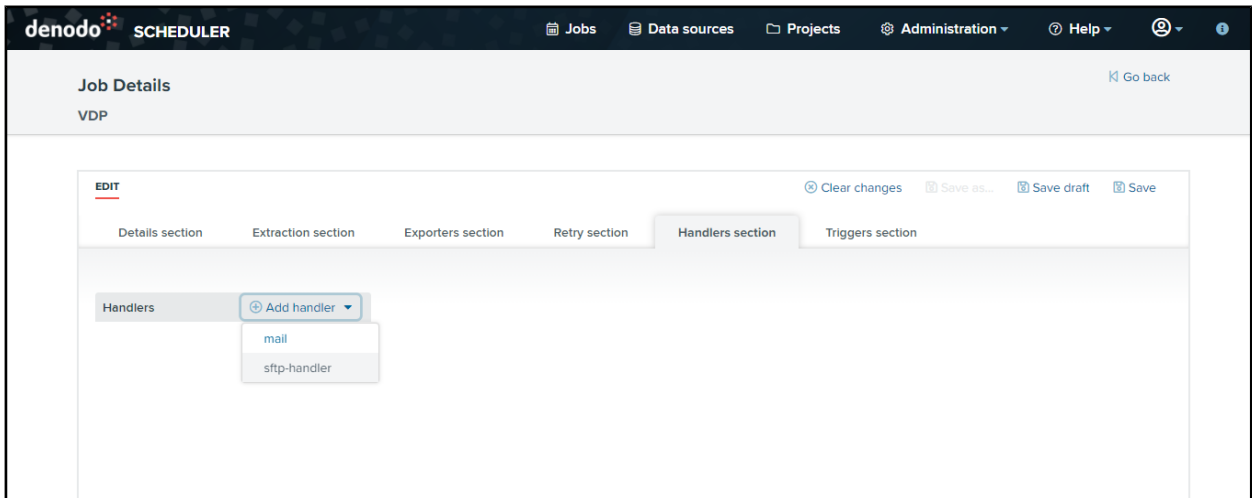 denodo SCHEDULER Jobs Data sources Projects Administration Help
Job Details Go back
VDP
EDIT Clear changes Save as... Save draft Save
Details section Extraction section Exporters section Retry section Handlers section Triggers section
Handlers Add handler
mail
sftp-handler